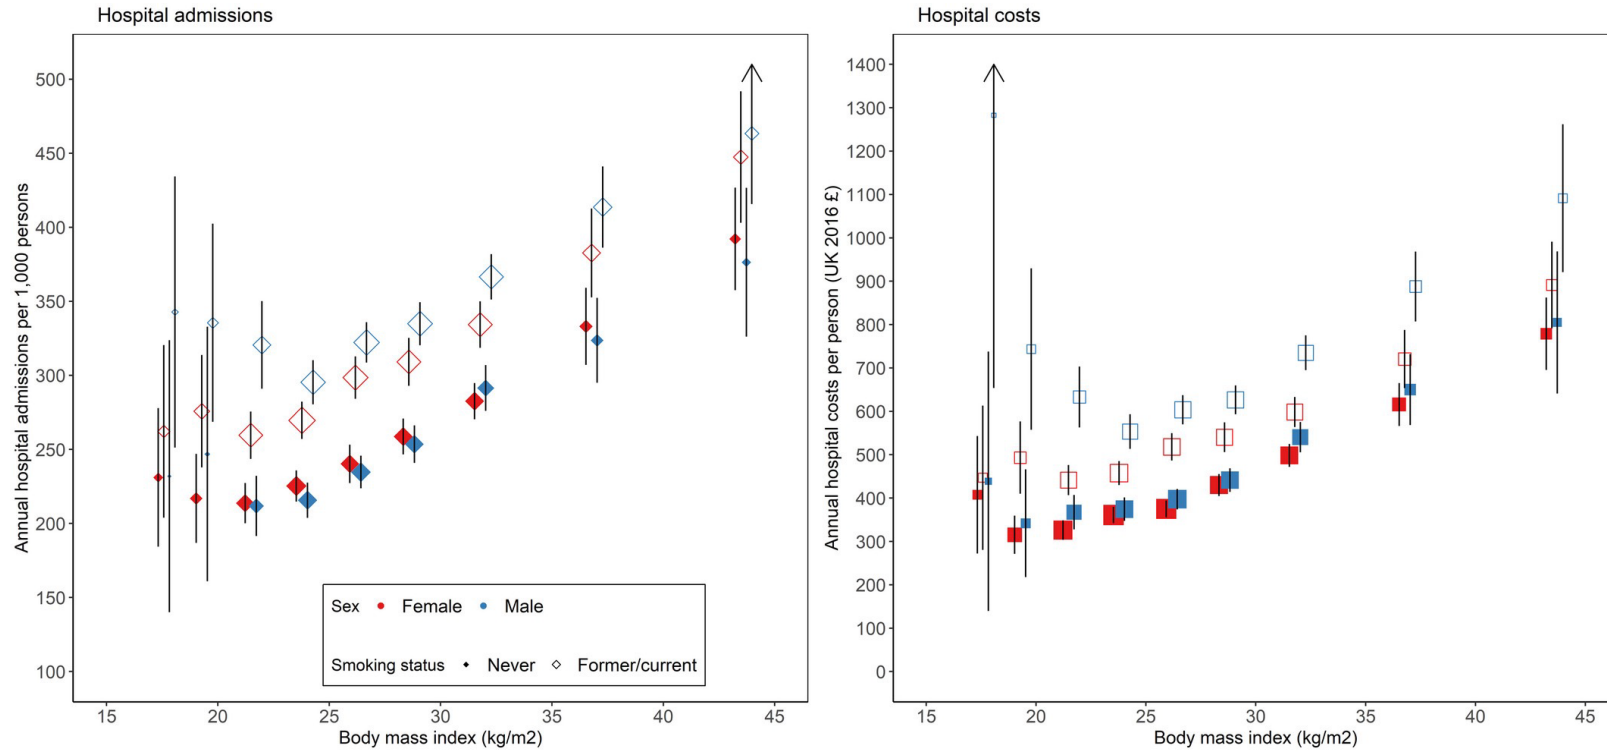 Hospital admissions
Annual hospital admissions per 1,000 persons
500
450
400
350
300
250
200
150
100
15 20 25 30 35 40 45
Body mass index (kg/m2)
Sex Female Male
Smoking status Never Former/current
Hospital costs
Annual hospital costs per person (UK 2016 £)
1400
1300
1200
1100
1000
900
800
700
600
500
400
300
200
100
0
15 20 25 30 35 40 45
Body mass index (kg/m2)